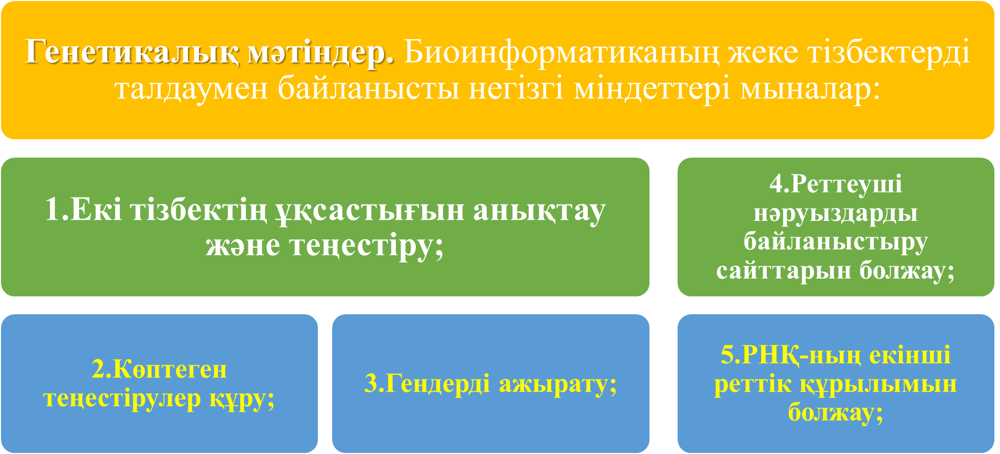 Генетикалық мәтіндер. Биоинформатиканың жеке тізбектерді
талдаумен байланысты негізгі міндеттері мыналар:
1.Екі тізбектің ұқсастығын анықтау
және теңестіру;
4.Реттеуші
нәруыздарды
байланыстыру
сайттарын болжау;
2.Көптеген
теңестірулер құру;
3.Гендерді ажырату;
5.РНҚ-ның екінші
реттік құрылымын
болжау;